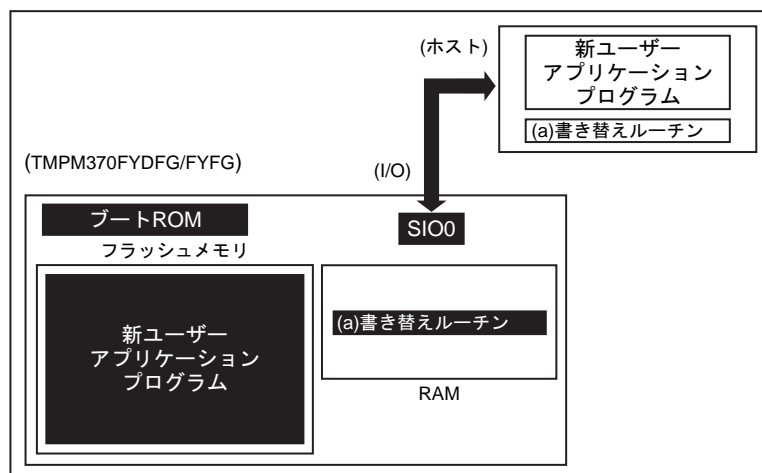 (ホスト)
新ユーザー
アプリケーション
プログラム
(a)書き替えルーチン
(TMPM370FYDFG/FYFG)
(I/O)
ブートROM
SIO0
フラッシュメモリ
新ユーザー
アプリケーション
プログラム
(a)書き替えルーチン
RAM